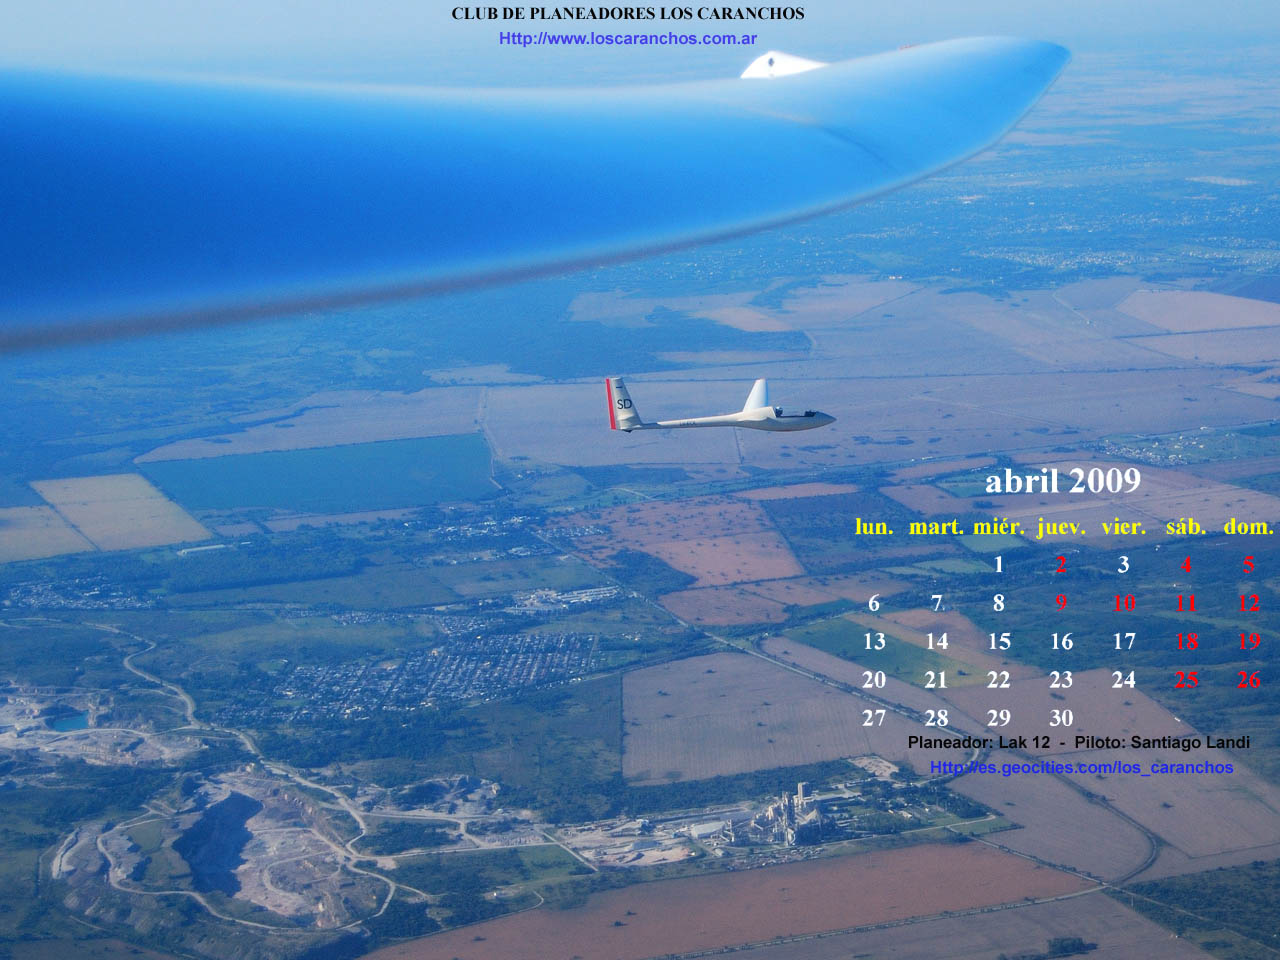 CLUB DE PLANEADORES LOS CARANCHOS
Http://www.loscaranchos.com.ar
SD
abril 2009
lun. mart. miér. juev. vier. sáb. dom.
1 2 3 4 5
6 7 8 9 10 11 12
13 14 15 16 17 18 19
20 21 22 23 24 25 26
27 28 29 30
Planeador: Lak 12 - Piloto: Santiago Landi
Http://es.geocities.com/los_caranchos